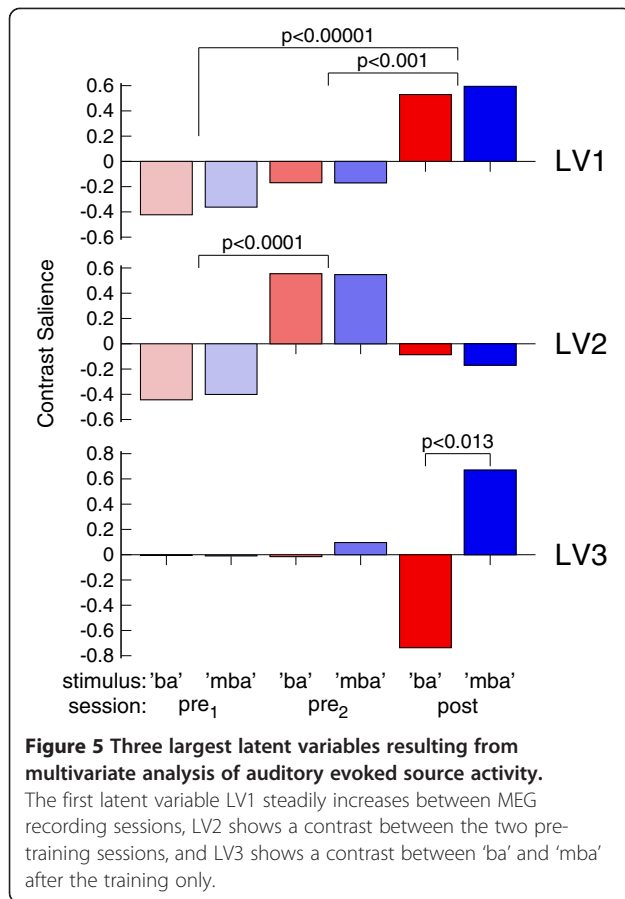 p<0.00001
p<0.001
0.6
0.4
0.2
0
-0.2
-0.4
-0.6
LV1
p<0.0001
0.6
0.4
0.2
0
-0.2
-0.4
-0.6
LV2
Contrast Salience
p<0.013
0.8
0.6
0.4
0.2
0
-0.2
-0.4
-0.6
-0.8
LV3
stimulus: 'ba' 'mba' 'ba' 'mba' 'ba' 'mba'
session: pre1 pre2 post
Figure 5 Three largest latent variables resulting from
multivariate analysis of auditory evoked source activity.
The first latent variable LV1 steadily increases between MEG
recording sessions, LV2 shows a contrast between the two pre-
training sessions, and LV3 shows a contrast between 'ba' and 'mba'
after the training only.